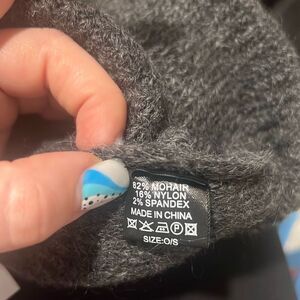 82% MOHAIR
16% NYLON
2% SPANDEX
MADE IN CHINA
SIZE:O/S